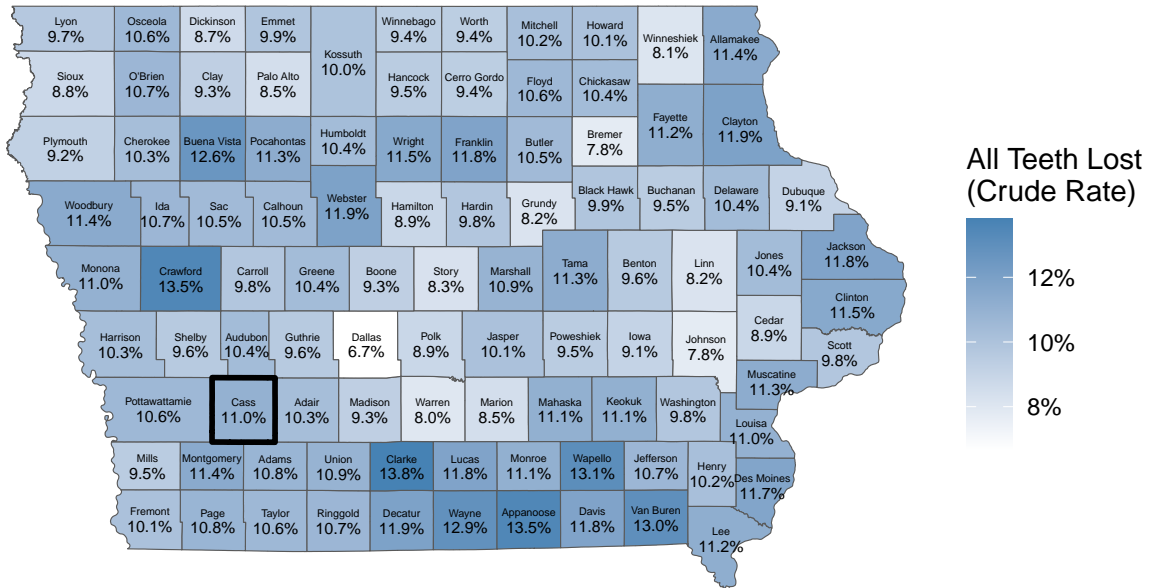 Lyon
9.7%
Osceola
10.6%
Dickinson
8.7%
Emmet
9.9%
Winnebago
9.4%
Worth
9.4%
Mitchell
10.2%
Howard
10.1%
Winneshiek
8.1%
Allamakee
11.4%
Kossuth
10.0%
Sioux
8.8%
O'Brien
10.7%
Clay
9.3%
Palo Alto
8.5%
Hancock
9.5%
Cerro Gordo
9.4%
Floyd
10.6%
Chickasaw
10.4%
Fayette
11.2%
Clayton
11.9%
Plymouth
9.2%
Cherokee
10.3%
Buena Vista
12.6%
Pocahontas
11.3%
Humboldt
10.4%
Wright
11.5%
Franklin
11.8%
Butler
10.5%
Bremer
7.8%
Woodbury
11.4%
Ida
10.7%
Sac
10.5%
Calhoun
10.5%
Webster
11.9%
Hamilton
8.9%
Hardin
9.8%
Grundy
8.2%
Black Hawk
9.9%
Buchanan
9.5%
Delaware
10.4%
Dubuque
9.1%
Monona
11.0%
Crawford
13.5%
Carroll
9.8%
Greene
10.4%
Boone
9.3%
Story
8.3%
Marshall
10.9%
Tama
11.3%
Benton
9.6%
Linn
8.2%
Jones
10.4%
Jackson
11.8%
Clinton
11.5%
Harrison
10.3%
Shelby
9.6%
Audubon
10.4%
Guthrie
9.6%
Dallas
6.7%
Polk
8.9%
Jasper
10.1%
Poweshiek
9.5%
Iowa
9.1%
Johnson
7.8%
Cedar
8.9%
Scott
9.8%
Muscatine
11.3%
Pottawattamie
10.6%
Cass
11.0%
Adair
10.3%
Madison
9.3%
Warren
8.0%
Marion
8.5%
Mahaska
11.1%
Keokuk
11.1%
Washington
9.8%
Louisa
11.0%
Mills
9.5%
Montgomery
11.4%
Adams
10.8%
Union
10.9%
Clarke
13.8%
Lucas
11.8%
Monroe
11.1%
Wapello
13.1%
Jefferson
10.7%
Henry
10.2%
Des Moines
11.7%
Fremont
10.1%
Page
10.8%
Taylor
10.6%
Ringgold
10.7%
Decatur
11.9%
Wayne
12.9%
Appanoose
13.5%
Davis
11.8%
Van Buren
13.0%
Lee
11.2%
All Teeth Lost
(Crude Rate)
12%
10%
8%